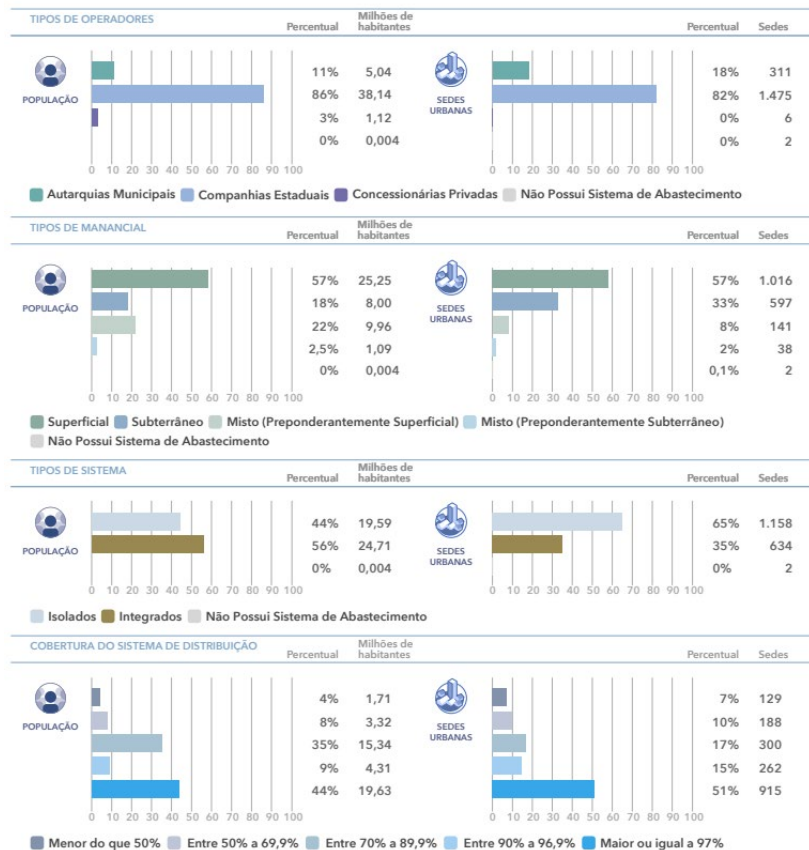 TIPOS DE OPERADORES
Percentual Milhões de habitantes Percentual Sedes
POPULAÇÃO
SEDES URBANAS
11% 5,04 18% 311
86% 38,14 82% 1.475
3% 1,12 0% 6
0% 0,004 0% 2
0 10 20 30 40 50 60 70 80 90 100 0 10 20 30 40 50 60 70 80 90 100
Autarquias Municipais Companhias Estaduais Concessionárias Privadas Não Possui Sistema de Abastecimento
TIPOS DE MANANCIAL
Percentual Milhões de habitantes Percentual Sedes
POPULAÇÃO
SEDES URBANAS
57% 25,25 57% 1.016
18% 8,00 33% 597
22% 9,96 8% 141
2,5% 1,09 2% 38
0% 0,004 0,1% 2
0 10 20 30 40 50 60 70 80 90 100 0 10 20 30 40 50 60 70 80 90 100
Superficial Subterrâneo Misto (Preponderantemente Superficial) Misto (Preponderantemente Subterrâneo)
Não Possui Sistema de Abastecimento
TIPOS DE SISTEMA
Percentual Milhões de habitantes Percentual Sedes
POPULAÇÃO
SEDES URBANAS
44% 19,59 65% 1.158
56% 24,71 35% 634
0% 0,004 0% 2
0 10 20 30 40 50 60 70 80 90 100 0 10 20 30 40 50 60 70 80 90 100
Isolados Integrados Não Possui Sistema de Abastecimento
COBERTURA DO SISTEMA DE DISTRIBUIÇÃO
Percentual Milhões de habitantes Percentual Sedes
POPULAÇÃO
SEDES URBANAS
4% 1,71 7% 129
8% 3,32 10% 188
35% 15,34 17% 300
9% 4,31 15% 262
44% 19,63 51% 915
0 10 20 30 40 50 60 70 80 90 100 0 10 20 30 40 50 60 70 80 90 100
Menor do que 50% Entre 50% a 69,9% Entre 70% a 89,9% Entre 90% a 96,9% Maior ou igual a 97%